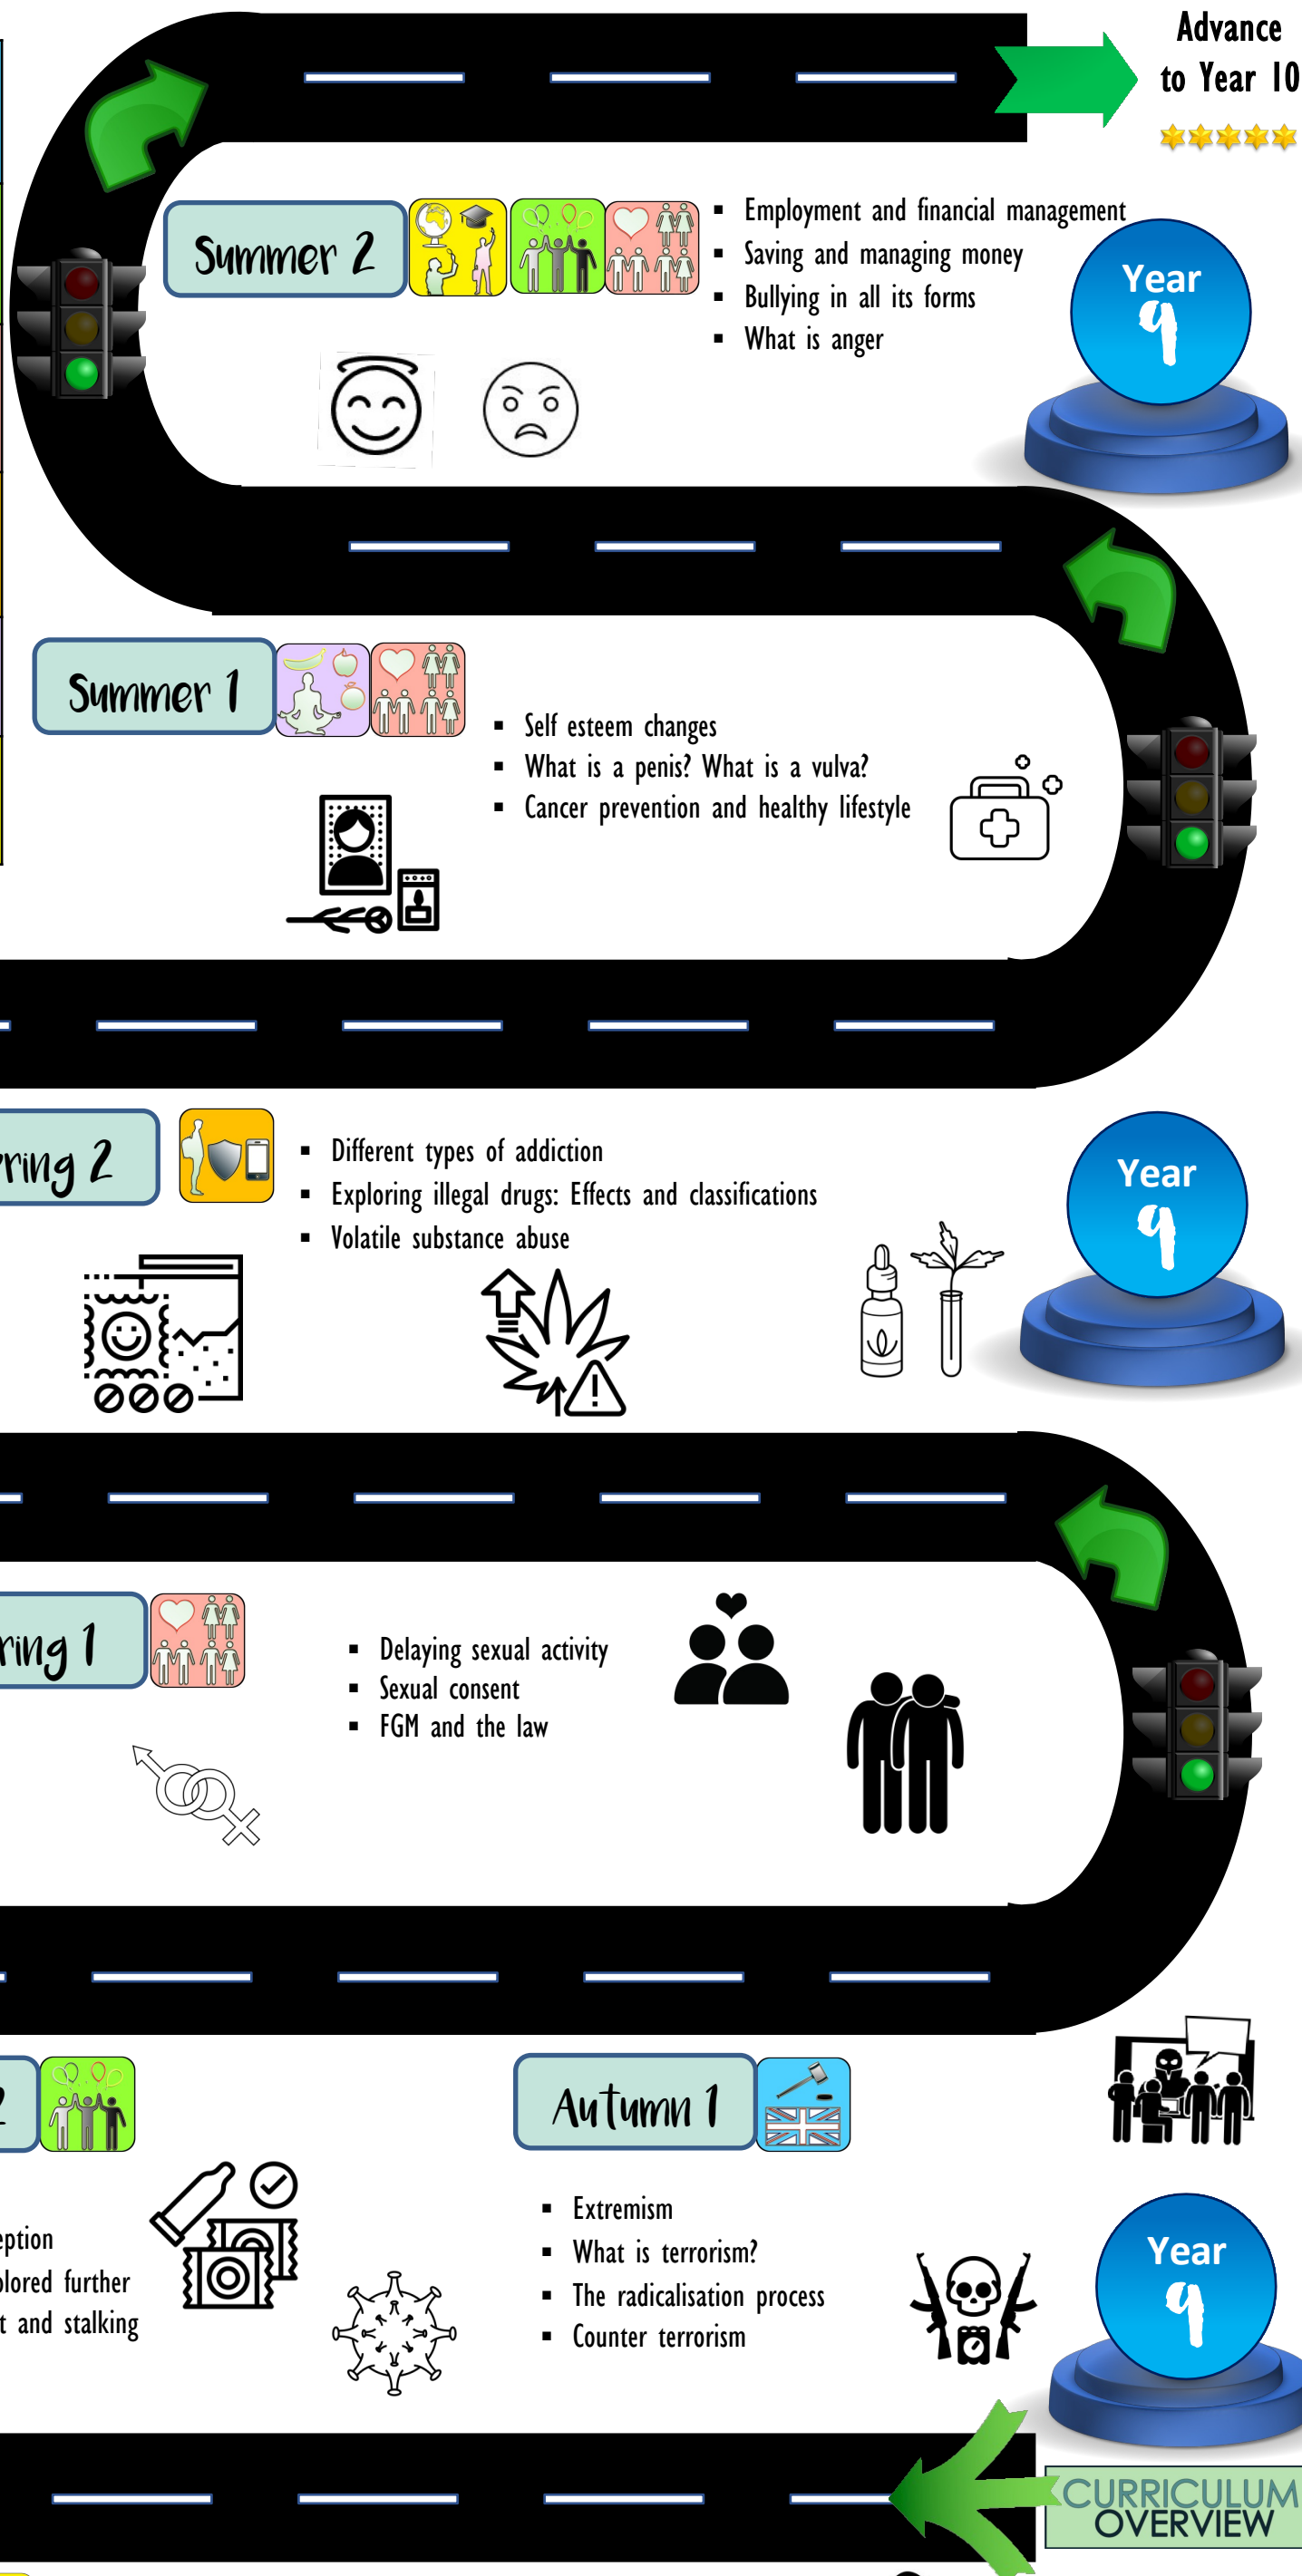 Advance
to Year 10
Summer 2
▪ Employment and financial management
▪ Saving and managing money
▪ Bullying in all its forms
▪ What is anger
Year
9
Summer 1
▪ Self esteem changes
▪ What is a penis? What is a vulva?
▪ Cancer prevention and healthy lifestyle
ring 2
▪ Different types of addiction
▪ Exploring illegal drugs: Effects and classifications
▪ Volatile substance abuse
Year
9
ring 1
▪ Delaying sexual activity
▪ Sexual consent
▪ FGM and the law
2
Autumn 1
eption
lored further
t and stalking
▪ Extremism
▪ What is terrorism?
▪ The radicalisation process
▪ Counter terrorism
Year
9
CURRICULUM
OVERVIEW